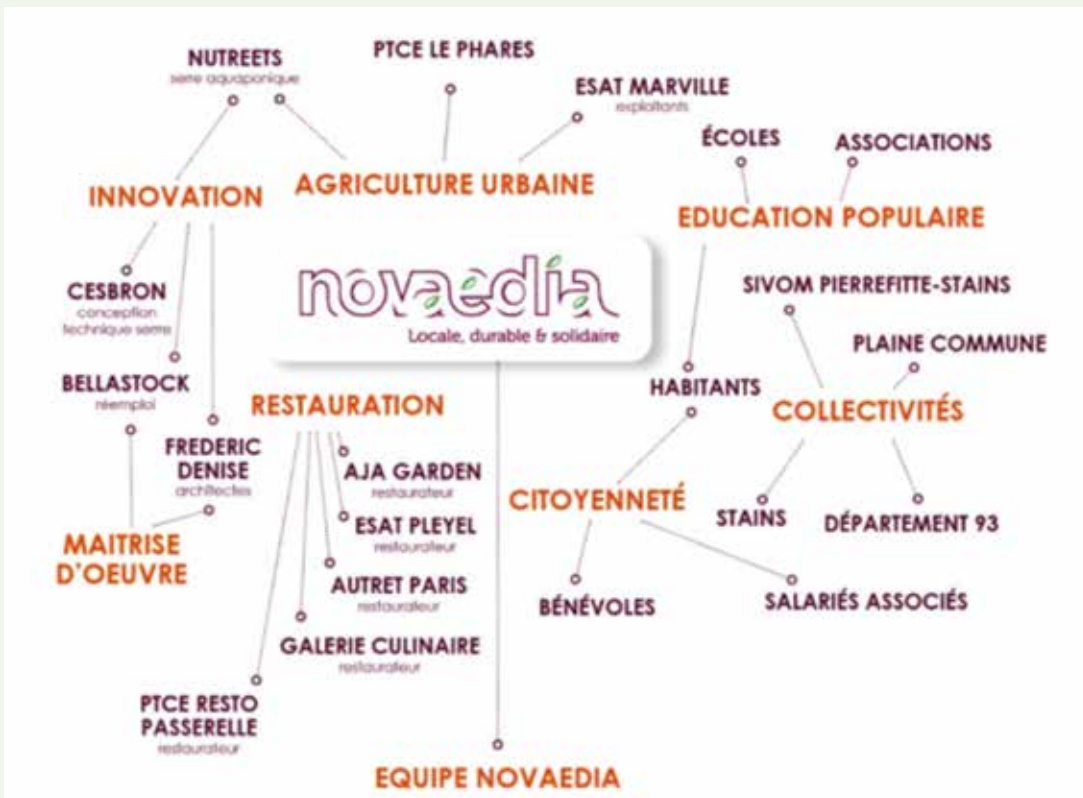 NUTREETS
serre aquaponique
PTCE LE PHARES
ESAT MARVILLE
exploitants
ÉCOLES
ASSOCIATIONS
INNOVATION
AGRICULTURE URBAINE
EDUCATION POPULAIRE
novaedia
Locale, durable & solidaire
CESBRON
conception
technique serre
SIVOM PIERREFITTE-STAINS
PLAINE COMMUNE
BELLASTOCK
réemploi
RESTAURATION
HABITANTS
COLLECTIVITÉS
FREDERIC
DENISE
architectes
AJA GARDEN
restaurateur
CITOYENNETÉ
STAINS
DÉPARTEMENT 93
ESAT PLEYEL
restaurateur
MAITRISE
D'OEUVRE
AUTRET PARIS
restaurateur
BÉNÉVOLES
SALARIÉS ASSOCIÉS
GALERIE CULINAIRE
restaurateur
PTCE RESTO
PASSERELLE
restaurateur
EQUIPE NOVAEDIA